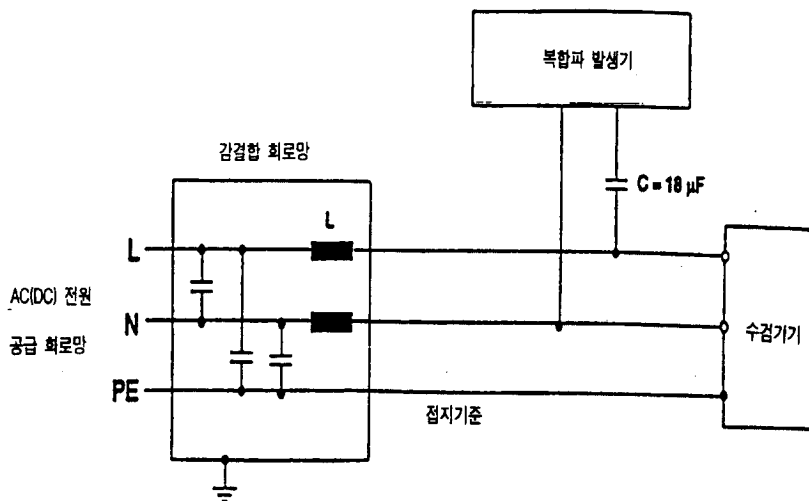 복합파 발생기
감결합 회로망
C = 18 μF
L
L
AC(DC) 전원
N
공급 회로망
수검기기
PE
접지기준